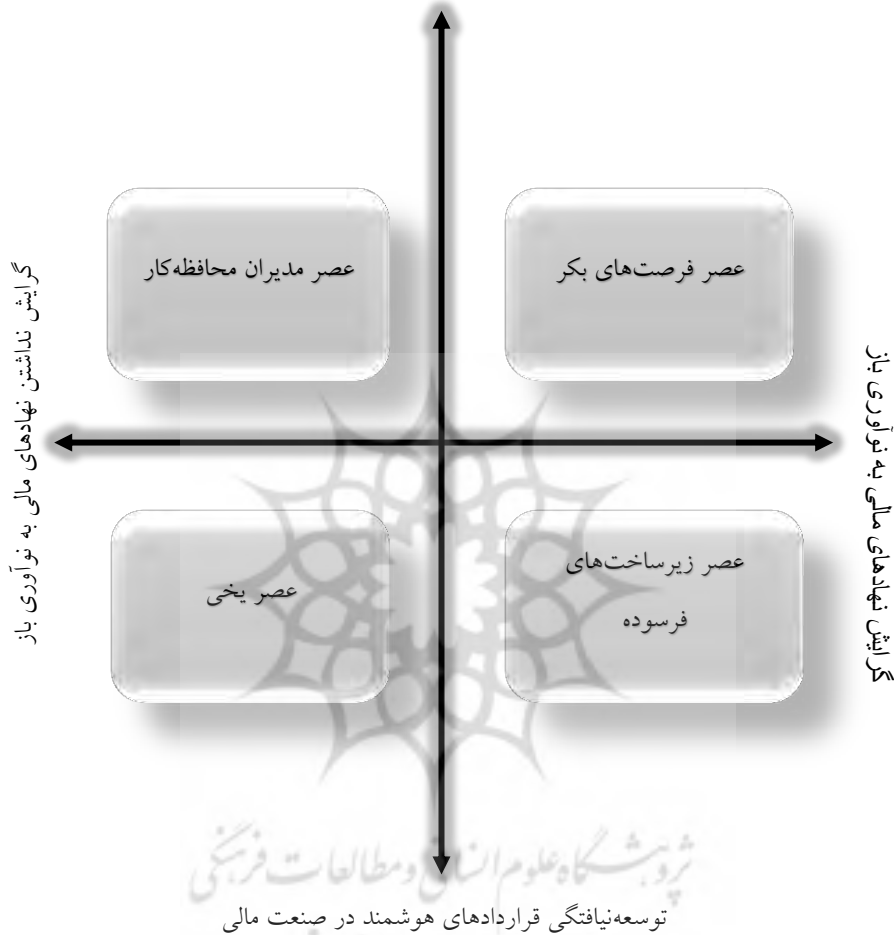 عصر فرصت‌های بکر
عصر مدیران محافظه‌کار
گرایش نهادهای مالی به نوآوری باز
گرایش نداشتن نهادهای مالی به نوآوری باز
عصر زیرساخت‌های
فرسوده
عصر یخی
پژوهشگاه علوم انسانی و مطالعات فرهنگی
توسعه‌نیافتگی قراردادهای هوشمند در صنعت مالی